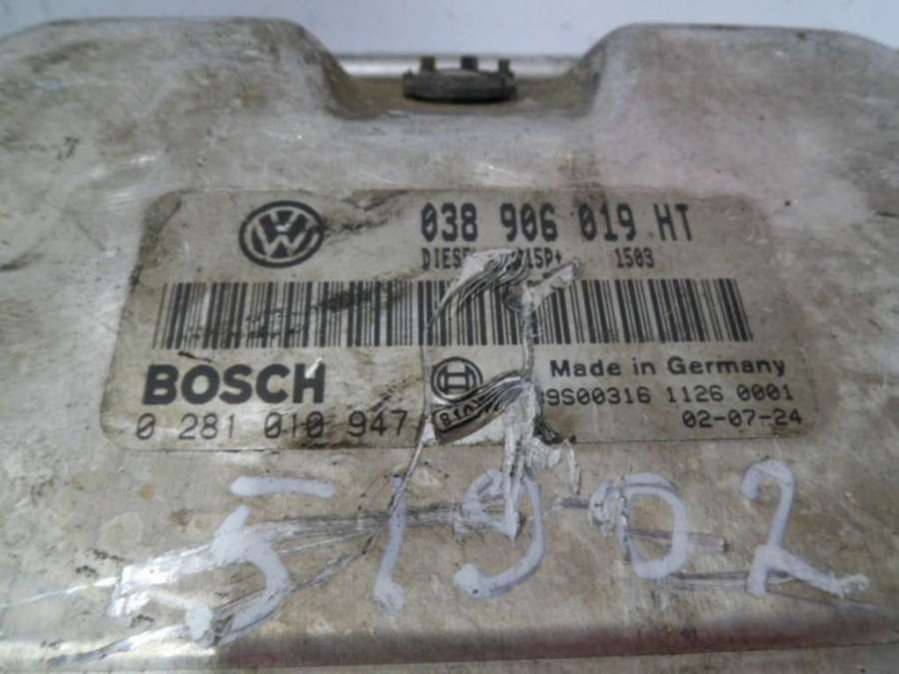 038 906 019 HT
1503
BOSCH
Made in Germany
0 281 010 947
9S00316 1126 0001
02-07-24
51902